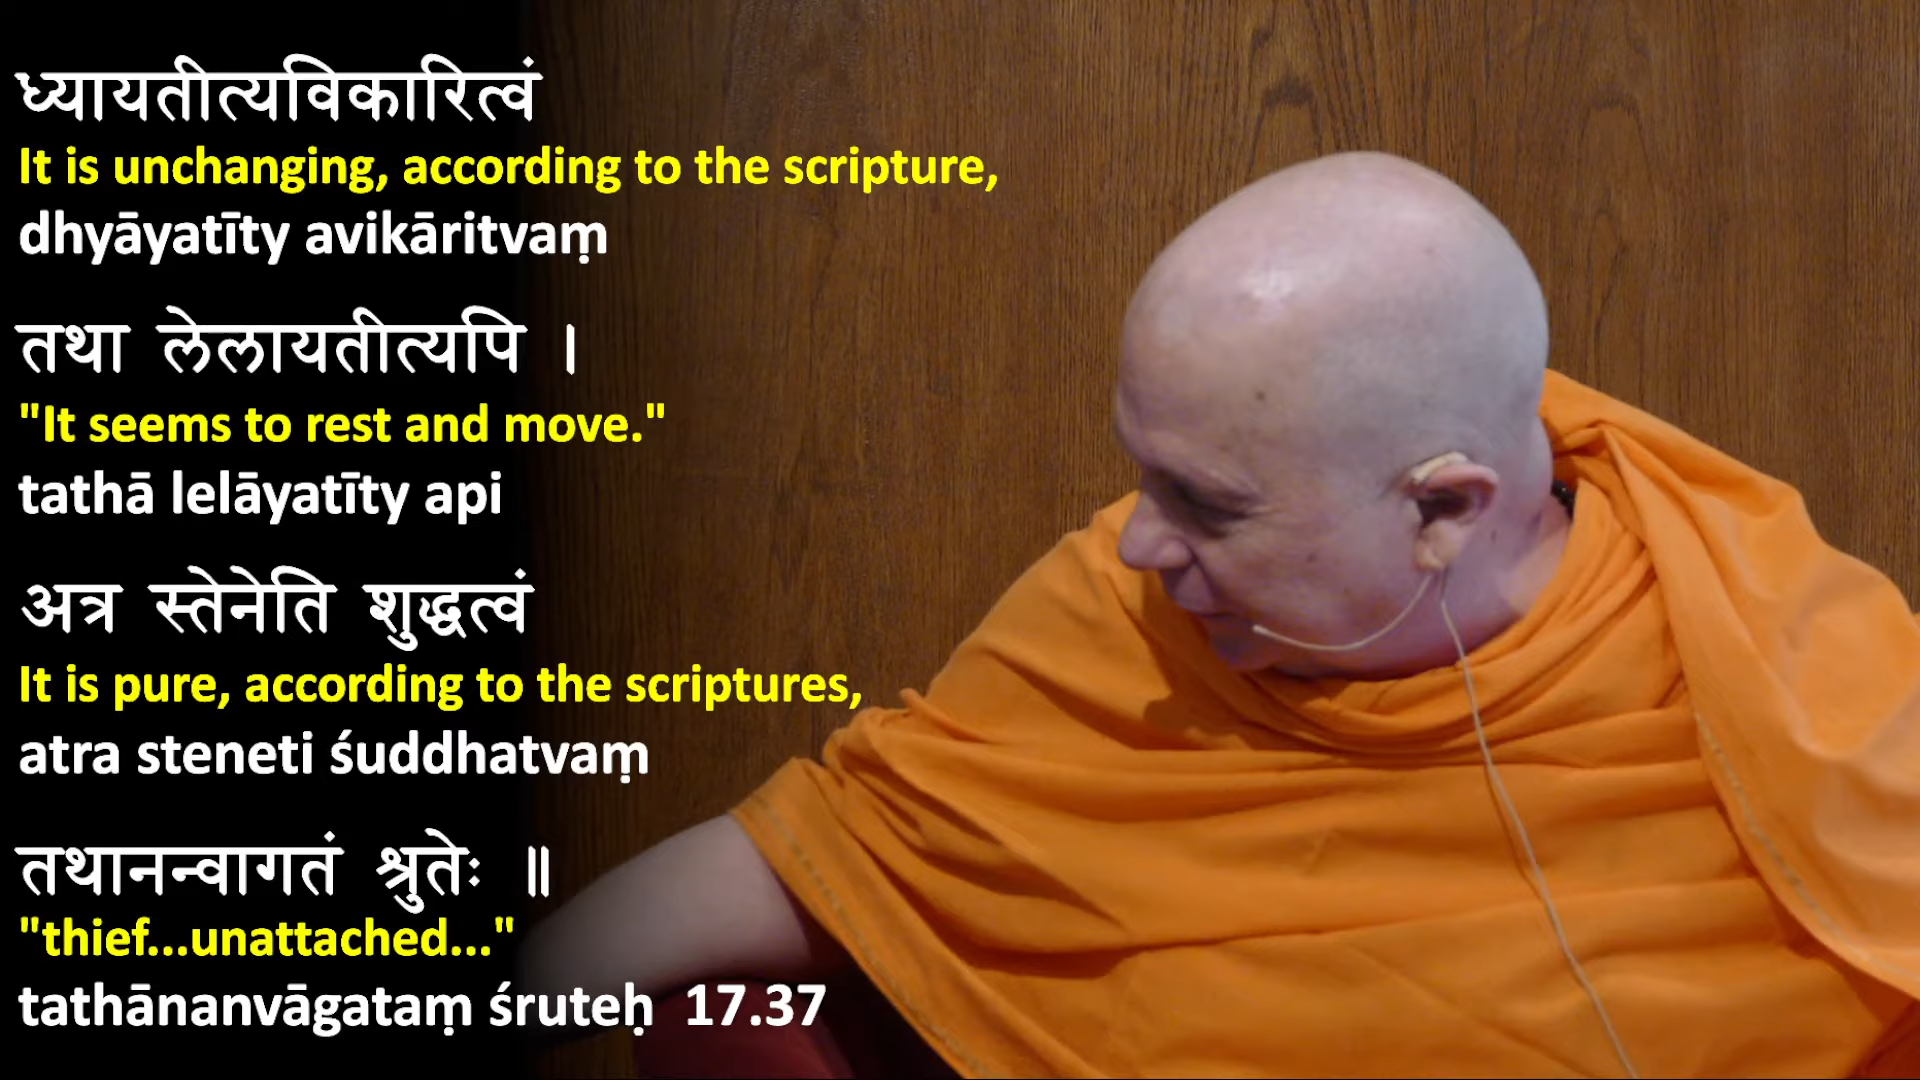 ध्यायतीत्यविकारित्वं
It is unchanging, according to the scripture,
dhyāyatīty avikāritvaṃ
तथा लेलायतीत्यपि ।
"It seems to rest and move."
tathā lelāyatīty api
अत्र स्तेनेति शुद्धत्वं
It is pure, according to the scriptures,
atra steneti śuddhatvaṃ
तथानन्वागतं श्रुतेः ॥
"thief...unattached..."
tathānanvāgataṃ śruteḥ 17.37